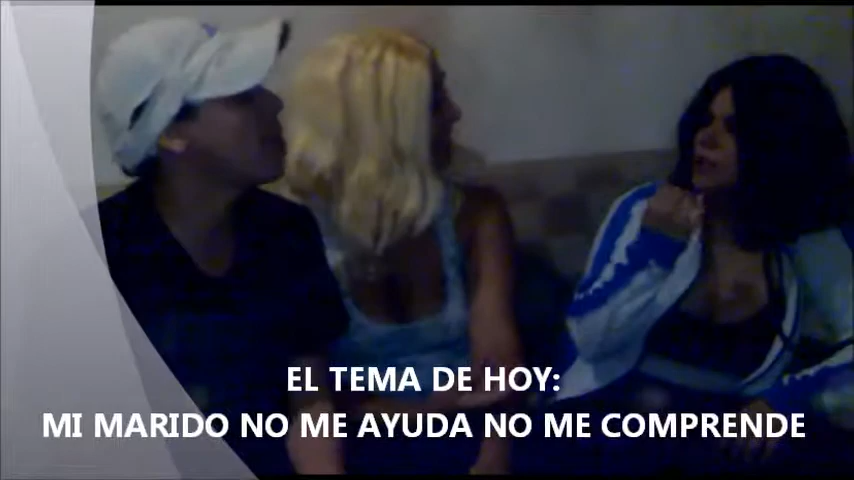 EL TEMA DE HOY:
MI MARIDO NO ME AYUDA NO ME COMPRENDE